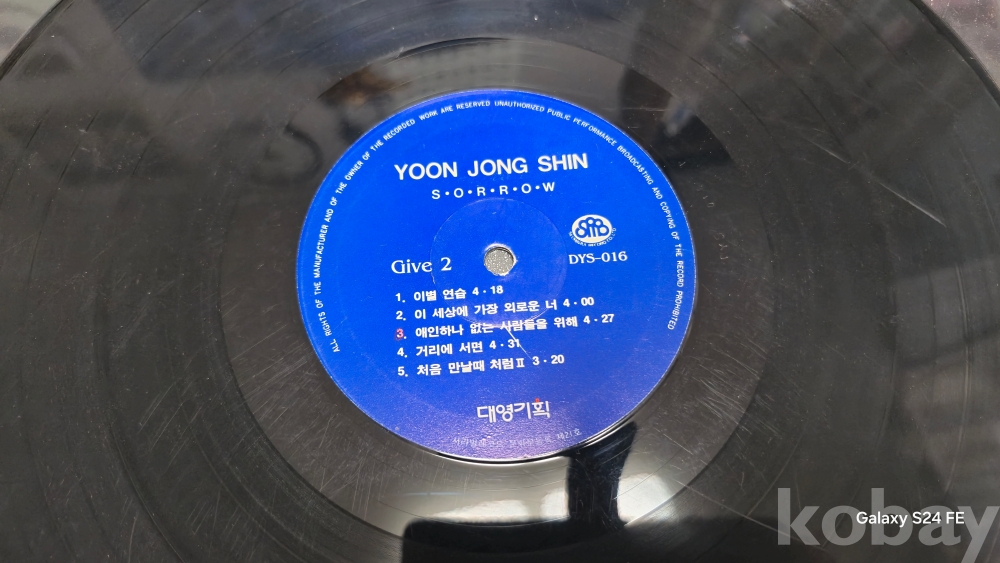 ALL RIGHTS OF THE MANUFACTURER AND OF THE OWNER OF THE RECORDED WORK ARE RESERVED UNAUTHORIZED PUBLIC PERFORMANCE BROADCASTING AND COPYING OF THE RECORD PROHIBITED
YOON JONG SHIN
S•O•R•R•O•W
Give 2
DYS-016
1. 이별 연습 4•18
2. 이 세상에 가장 외로운 너 4•00
3. 애인하나 없는 사람들을 위해 4•27
4. 거리에 서면 4•31
5. 처음 만날때 처럼Ⅱ 3•20
대영기획
제21호
kobay
Galaxy S24 FE